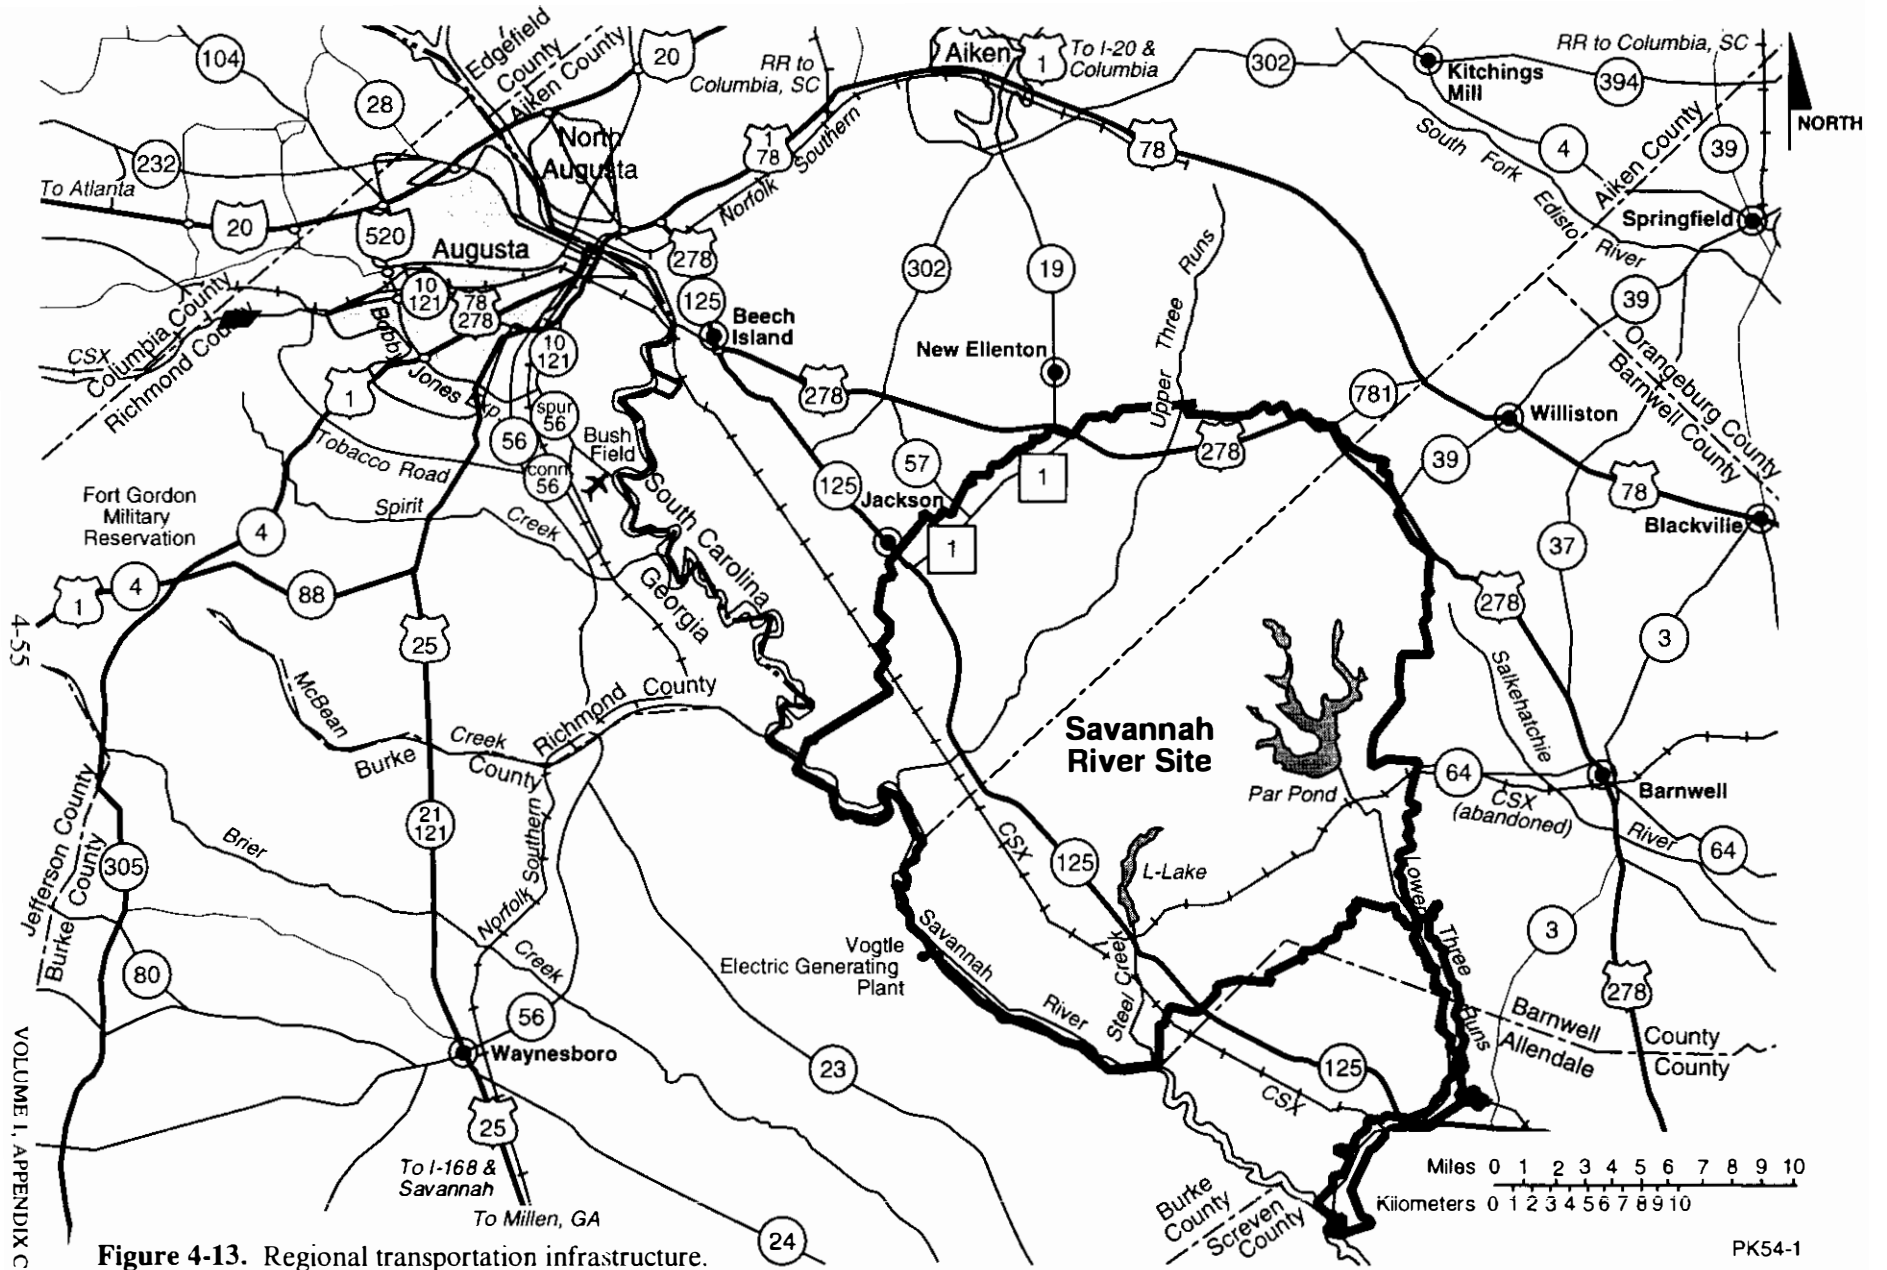 Edgefield
County
Aiken County
104
28
20
RR to
Columbia, SC
Aiken
1
To I-20 &
Columbia
302
Kitchings
Mill
RR to Columbia, SC
394
NORTH
232
To Atlanta
North
Augusta
1
78
Norfolk Southern
78
South Fork Edisto River
4
Aiken County
39
Springfield
20
520
Augusta
278
302
19
Upper Three Runs
39
Orangeburg County
Barnwell County
Columbia County
Richmond County
CSX
10
121
78
278
125
Beech
Island
Bobby Jones Exp
10
121
New Ellenton
278
781
Williston
1
spur
56
56
Bush
Field
conn
56
Tobacco Road
57
125
Jackson
1
1
278
39
78
Blackville
Fort Gordon
Military
Reservation
Spirit Creek
4
South Carolina
Georgia
37
1
4
88
25
278
3
4-55
McBean Creek
Richmond County
Burke County
Savannah
River Site
Salkehatchie River
Par Pond
64
CSX
(abandoned)
Barnwell
64
Jefferson County
Burke County
305
Brier Creek
21
121
Norfolk Southern
CSX
125
L-Lake
Lower Three Runs
3
278
80
Vogtle
Electric Generating
Plant
Savannah River
Steel Creek
Barnwell County
Allendale County
56
Waynesboro
23
125
CSX
25
To I-168 &
Savannah
To Millen, GA
24
Burke
County
Screven
County
Miles 0 1 2 3 4 5 6 7 8 9 10
Kilometers 0 1 2 3 4 5 6 7 8 9 10
PK54-1
VOLUME 1, APPENDIX C
Figure 4-13. Regional transportation infrastructure.